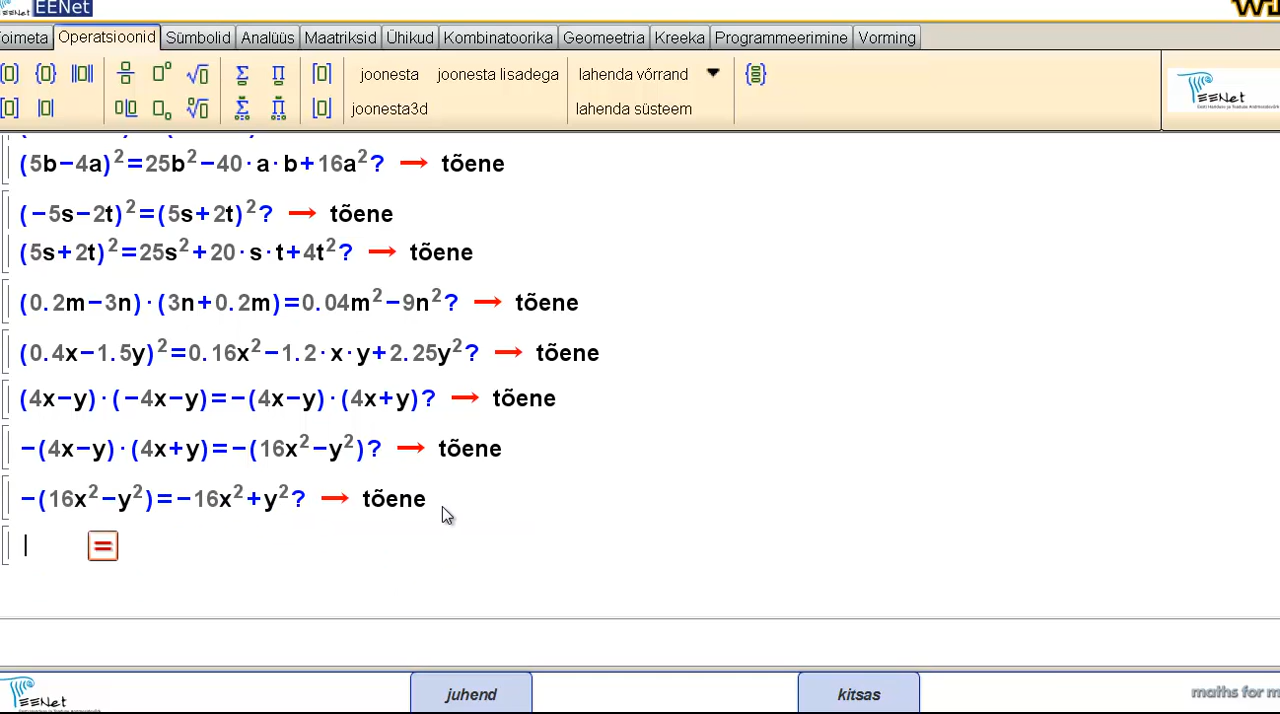 EENet
Toimeta Operatsioonid Sümbolid Analüüs Maatriksid Ühikud Kombinatoorika Geomeetria Kreeka Programmeerimine Vorming
joonesta joonesta lisadega lahenda võrrand
joonesta3d lahenda süsteem
EENet
(5b−4a)²=25b²−40·a·b+16a²? → tõene
(−5s−2t)²=(5s+2t)²? → tõene
(5s+2t)²=25s²+20·s·t+4t²? → tõene
(0.2m−3n)·(3n+0.2m)=0.04m²−9n²? → tõene
(0.4x−1.5y)²=0.16x²−1.2·x·y+2.25y²? → tõene
(4x−y)·(−4x−y)=−(4x−y)·(4x+y)? → tõene
−(4x−y)·(4x+y)=−(16x²−y²)? → tõene
−(16x²−y²)=−16x²+y²? → tõene
=
EENet juhend kitsas maths for m